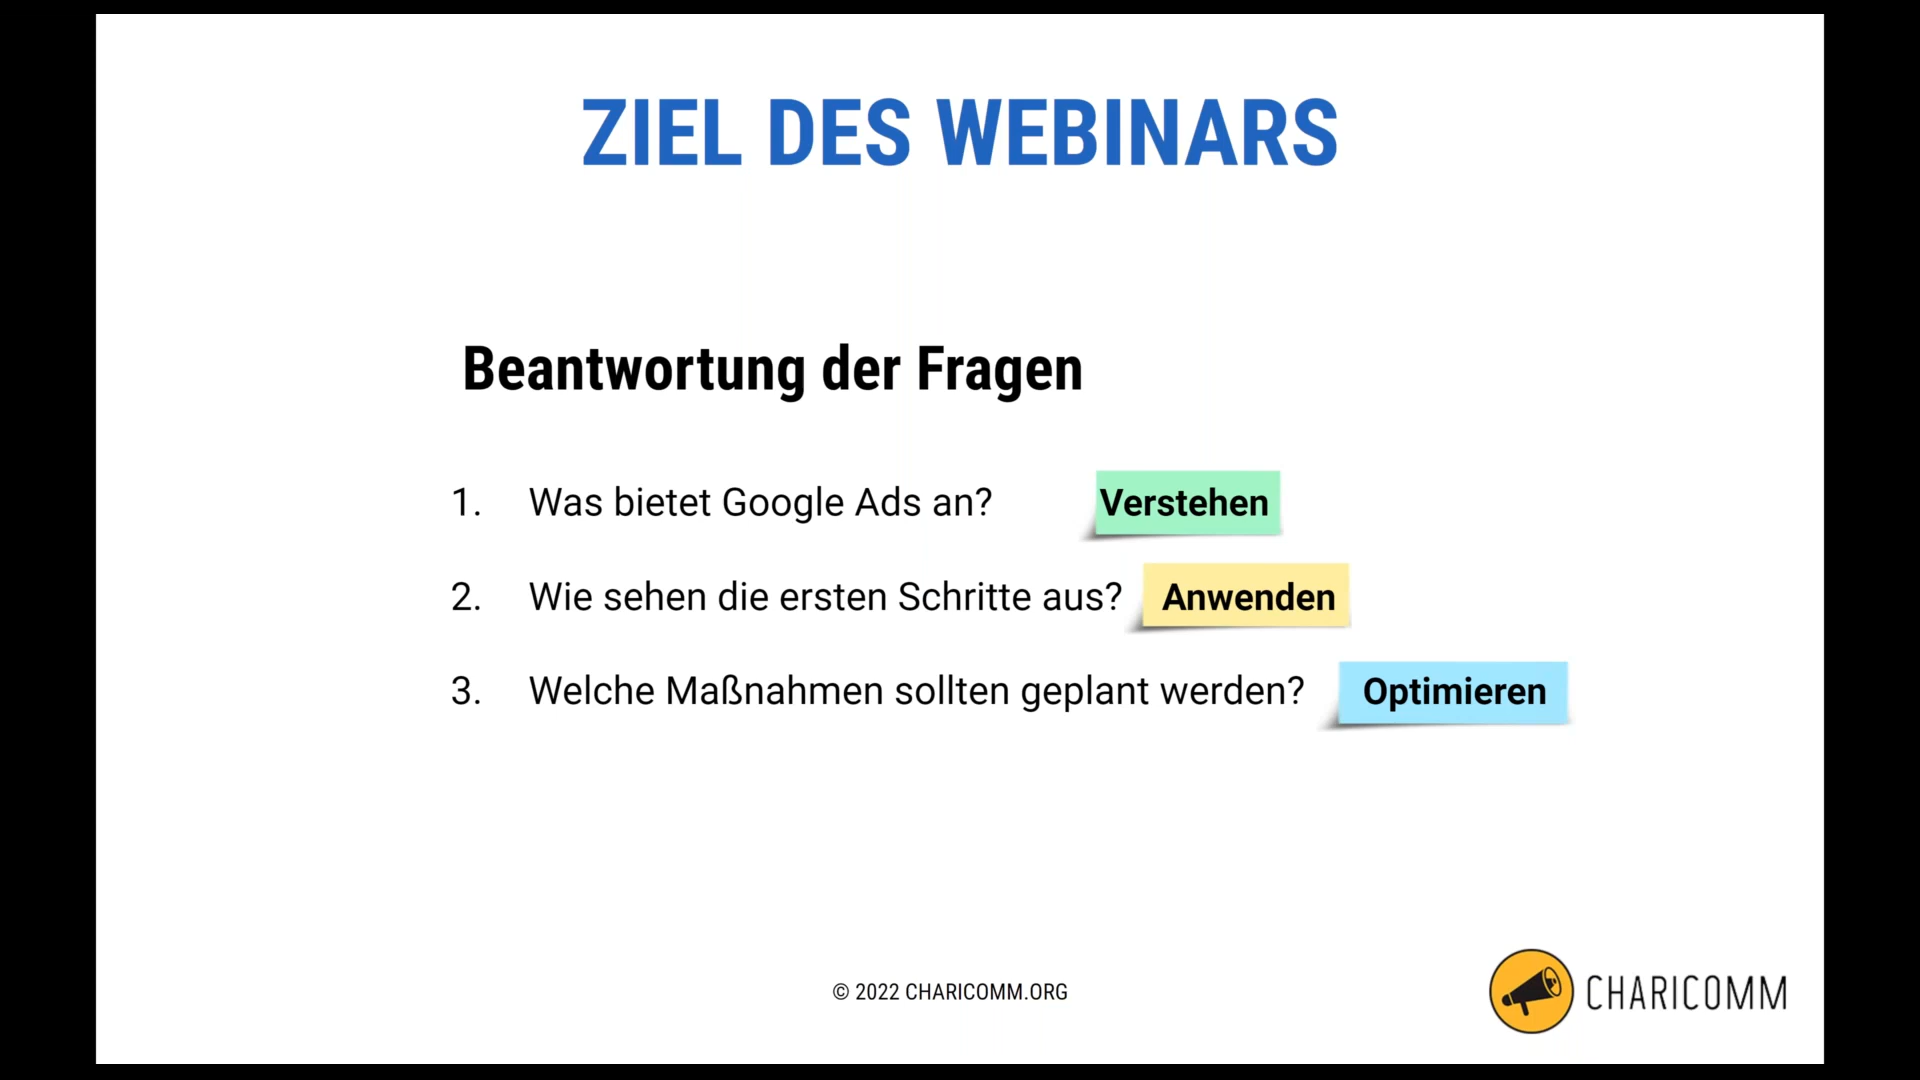 ZIEL DES WEBINARS
Beantwortung der Fragen
1. Was bietet Google Ads an? Verstehen
2. Wie sehen die ersten Schritte aus? Anwenden
3. Welche Maßnahmen sollten geplant werden? Optimieren
© 2022 CHARICOMM.ORG
CHARICOMM